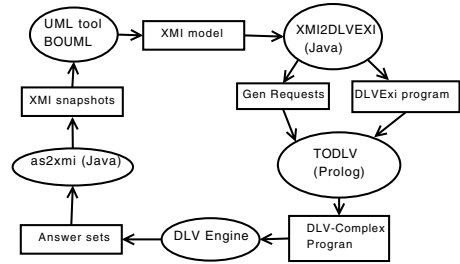 UML tool
BOUML
XMI model
XMI2DLVEXI
(Java)
Gen Requests
DLVExi program
XMI snapshots
TODLV
(Prolog)
as2xmi (Java)
Answer sets
DLV Engine
DLV-Complex
Progran